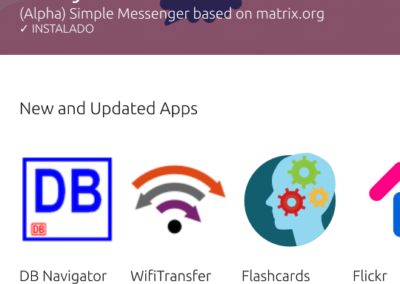 (Alpha) Simple Messenger based on matrix.org
✓ INSTALADO
New and Updated Apps
DB
DB
DB Navigator
WifiTransfer
Flashcards
Flickr